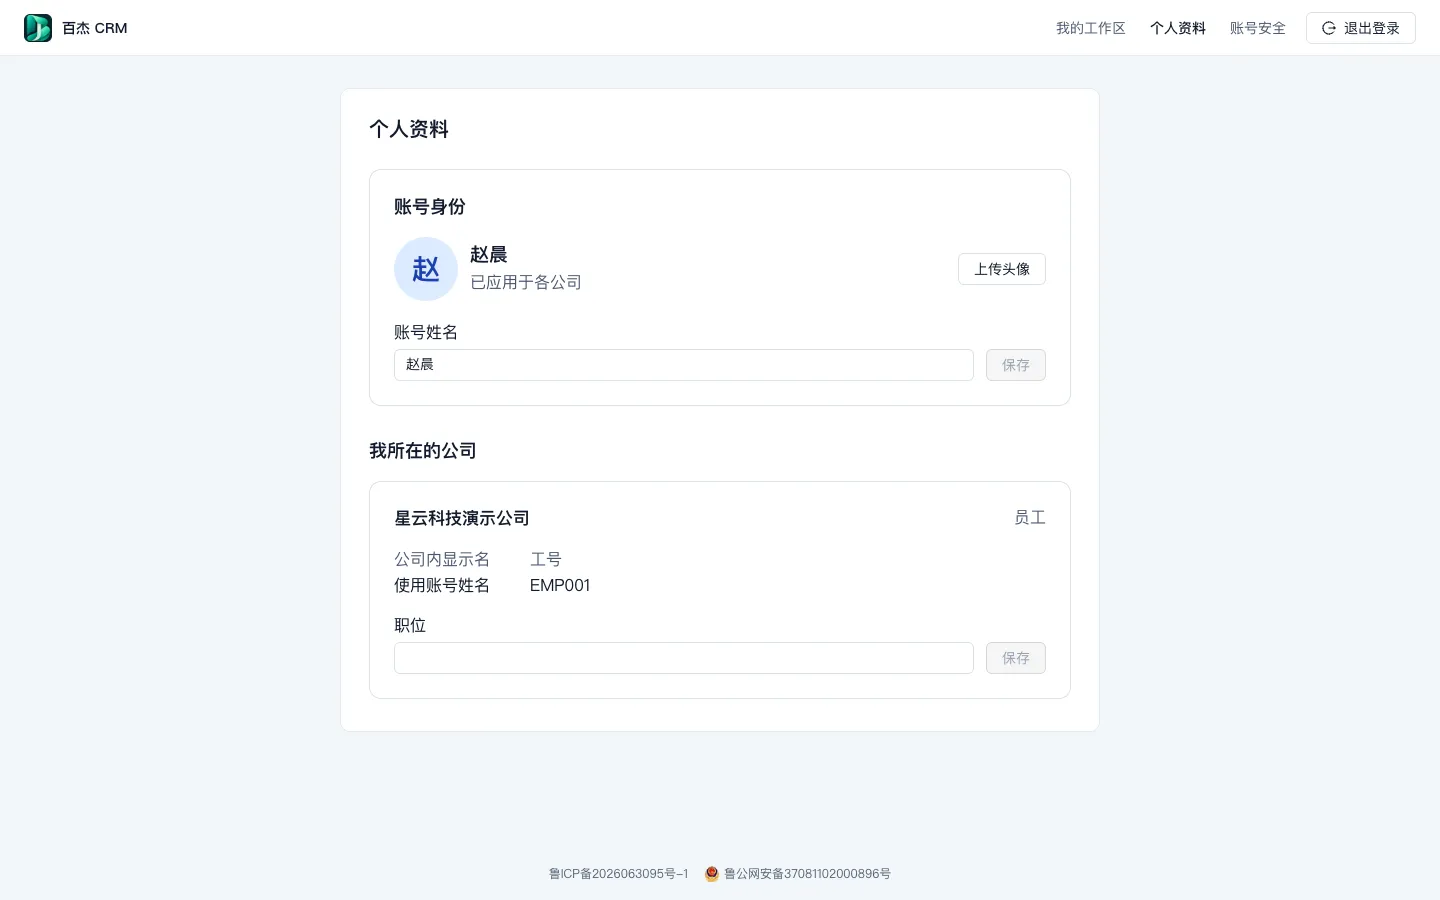 百杰 CRM
我的工作区
个人资料
账号安全
退出登录
个人资料
账号身份
赵
赵晨
已应用于各公司
上传头像
账号姓名
赵晨
保存
我所在的公司
星云科技演示公司
员工
公司内显示名
工号
使用账号姓名
EMP001
职位
保存
鲁ICP备2026063095号-1
鲁公网安备37081102000896号